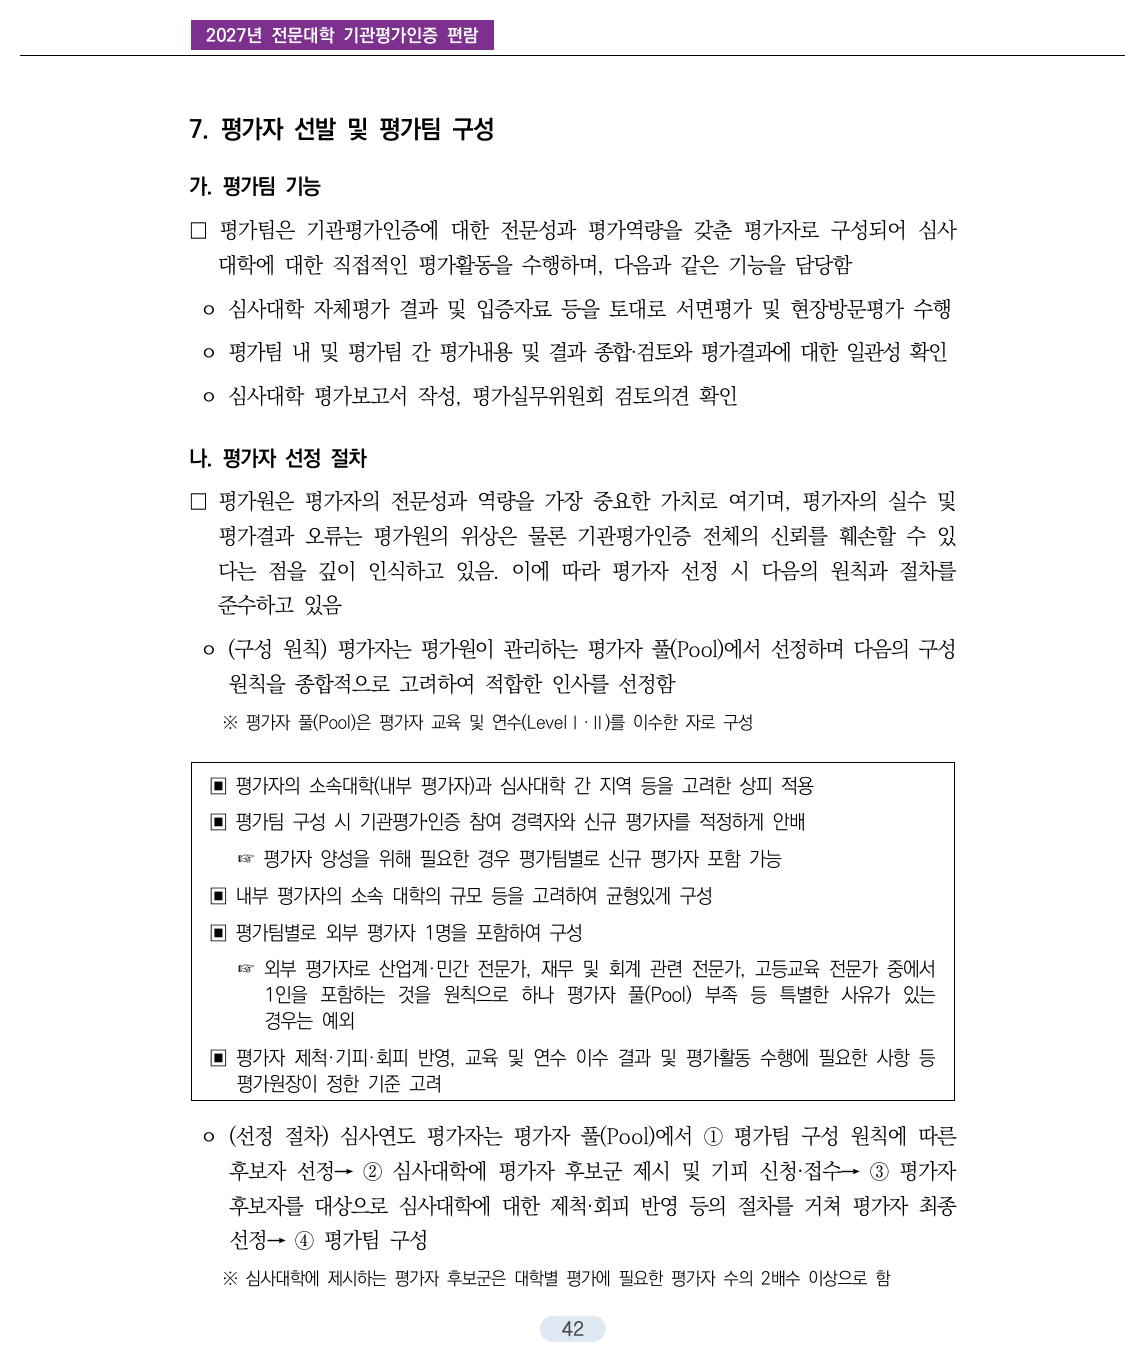 2027년 전문대학 기관평가인증 편람
7. 평가자 선발 및 평가팀 구성
가. 평가팀 기능
□ 평가팀은 기관평가인증에 대한 전문성과 평가역량을 갖춘 평가자로 구성되어 심사
대학에 대한 직접적인 평가활동을 수행하며, 다음과 같은 기능을 담당함
ㅇ 심사대학 자체평가 결과 및 입증자료 등을 토대로 서면평가 및 현장방문평가 수행
ㅇ 평가팀 내 및 평가팀 간 평가내용 및 결과 종합·검토와 평가결과에 대한 일관성 확인
ㅇ 심사대학 평가보고서 작성, 평가실무위원회 검토의견 확인
나. 평가자 선정 절차
□ 평가원은 평가자의 전문성과 역량을 가장 중요한 가치로 여기며, 평가자의 실수 및
평가결과 오류는 평가원의 위상은 물론 기관평가인증 전체의 신뢰를 훼손할 수 있
다는 점을 깊이 인식하고 있음. 이에 따라 평가자 선정 시 다음의 원칙과 절차를
준수하고 있음
ㅇ (구성 원칙) 평가자는 평가원이 관리하는 평가자 풀(Pool)에서 선정하며 다음의 구성
원칙을 종합적으로 고려하여 적합한 인사를 선정함
※ 평가자 풀(Pool)은 평가자 교육 및 연수(LevelⅠ·Ⅱ)를 이수한 자로 구성
▣ 평가자의 소속대학(내부 평가자)과 심사대학 간 지역 등을 고려한 상피 적용
▣ 평가팀 구성 시 기관평가인증 참여 경력자와 신규 평가자를 적정하게 안배
☞ 평가자 양성을 위해 필요한 경우 평가팀별로 신규 평가자 포함 가능
▣ 내부 평가자의 소속 대학의 규모 등을 고려하여 균형있게 구성
▣ 평가팀별로 외부 평가자 1명을 포함하여 구성
☞ 외부 평가자로 산업계·민간 전문가, 재무 및 회계 관련 전문가, 고등교육 전문가 중에서
1인을 포함하는 것을 원칙으로 하나 평가자 풀(Pool) 부족 등 특별한 사유가 있는
경우는 예외
▣ 평가자 제척·기피·회피 반영, 교육 및 연수 이수 결과 및 평가활동 수행에 필요한 사항 등
평가원장이 정한 기준 고려
ㅇ (선정 절차) 심사연도 평가자는 평가자 풀(Pool)에서 ① 평가팀 구성 원칙에 따른
후보자 선정→ ② 심사대학에 평가자 후보군 제시 및 기피 신청·접수→ ③ 평가자
후보자를 대상으로 심사대학에 대한 제척·회피 반영 등의 절차를 거쳐 평가자 최종
선정→ ④ 평가팀 구성
※ 심사대학에 제시하는 평가자 후보군은 대학별 평가에 필요한 평가자 수의 2배수 이상으로 함
42